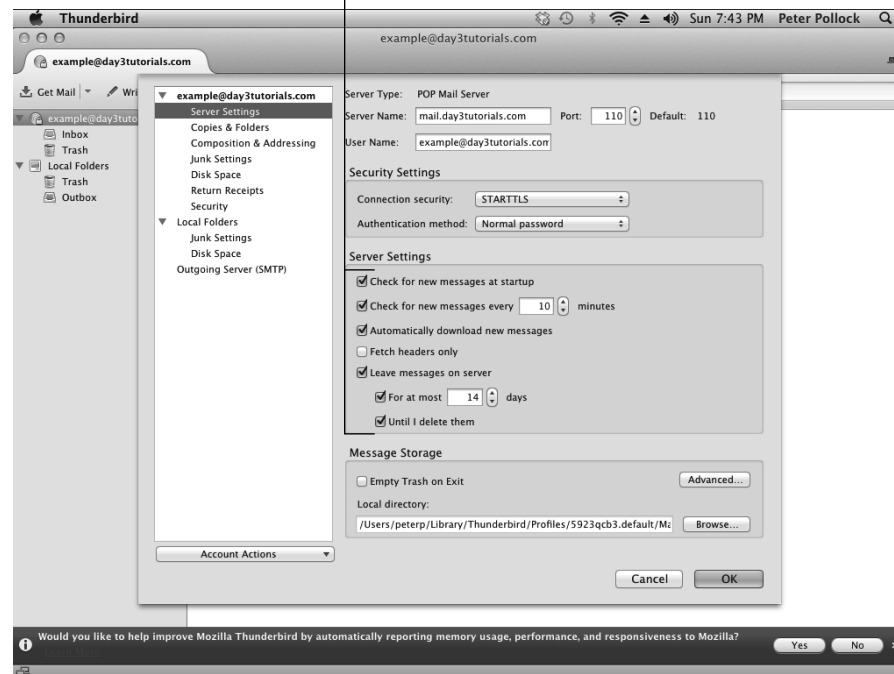 Thunderbird
Sun 7:43 PM Peter Pollock
example@day3tutorials.com
example@day3tutorials.com
Get Mail Wri
example@day3tuto
Inbox
Trash
Local Folders
Trash
Outbox
example@day3tutorials.com
Server Settings
Copies & Folders
Composition & Addressing
Junk Settings
Disk Space
Return Receipts
Security
Local Folders
Junk Settings
Disk Space
Outgoing Server (SMTP)
Account Actions
Server Type: POP Mail Server
Server Name: mail.day3tutorials.com Port: 110 Default: 110
User Name: example@day3tutorials.com
Security Settings
Connection security: STARTTLS
Authentication method: Normal password
Server Settings
Check for new messages at startup
Check for new messages every 10 minutes
Automatically download new messages
Fetch headers only
Leave messages on server
For at most 14 days
Until I delete them
Message Storage
Empty Trash on Exit Advanced...
Local directory:
/Users/peterp/Library/Thunderbird/Profiles/5923qcb3.default/Ma Browse...
Cancel OK
Would you like to help improve Mozilla Thunderbird by automatically reporting memory usage, performance, and responsiveness to Mozilla?
Yes No